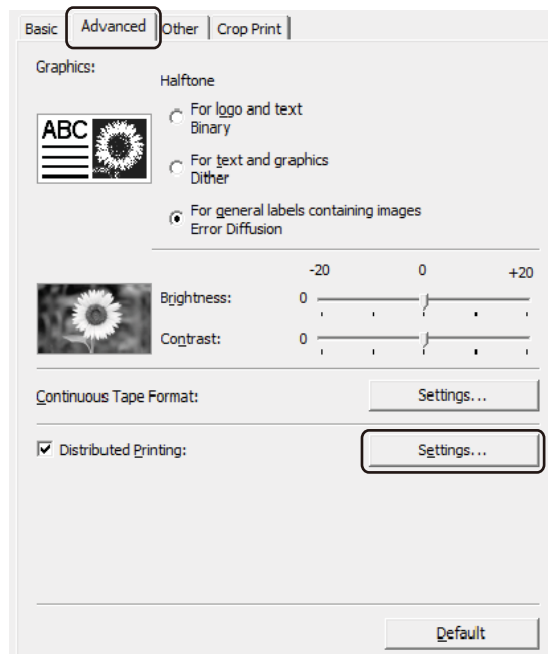 Basic Advanced Other Crop Print
Graphics:
Halftone
For logo and text
Binary
ABC
For text and graphics
Dither
For general labels containing images
Error Diffusion
-20 0 +20
Brightness: 0
Contrast: 0
Continuous Tape Format: Settings...
Distributed Printing: Settings...
Default